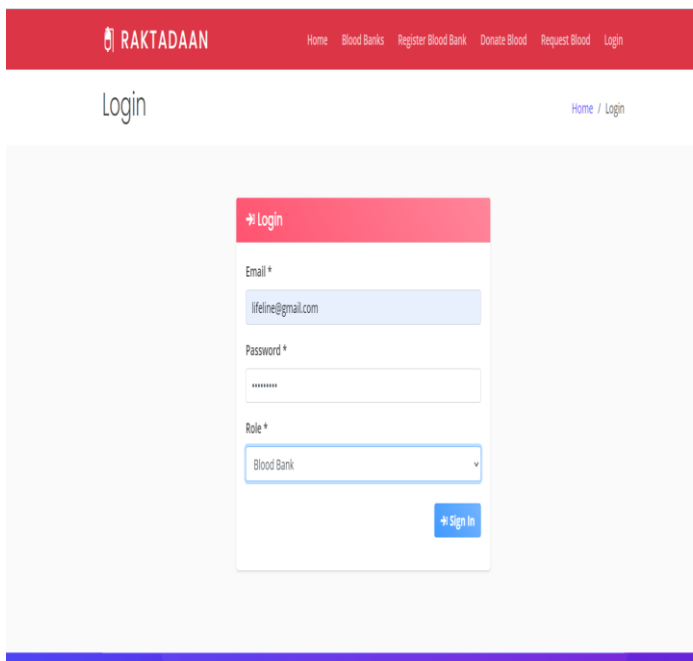 RAKTADAAN Home Blood Banks Register Blood Bank Donate Blood Request Blood Login
Login Home / Login
Login
Email *
lifeline@gmail.com
Password *
•••••••••
Role *
Blood Bank
Sign In